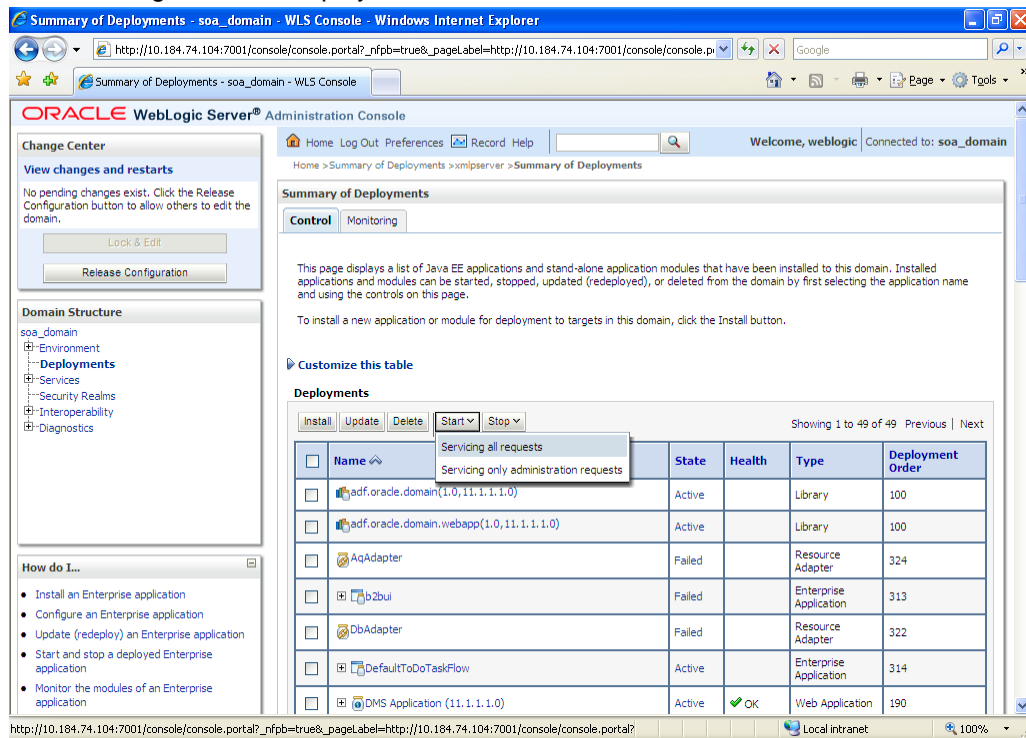 Summary of Deployments - soa_domain - WLS Console - Windows Internet Explorer
http://10.184.74.104:7001/console/console.portal?_nfpb=true&_pageLabel=http://10.184.74.104:7001/console/console.po
Google
Summary of Deployments - soa_domain - WLS Console
Page
Tools
ORACLE WebLogic Server® Administration Console
Change Center
View changes and restarts
No pending changes exist. Click the Release
Configuration button to allow others to edit the
domain.
Lock & Edit
Release Configuration
Domain Structure
soa_domain
Environment
Deployments
Services
Security Realms
Interoperability
Diagnostics
How do I...
Install an Enterprise application
Configure an Enterprise application
Update (redeploy) an Enterprise application
Start and stop a deployed Enterprise
application
Monitor the modules of an Enterprise
application
Home Log Out Preferences Record Help
Welcome, weblogic Connected to: soa_domain
Home >Summary of Deployments >xmlpserver >Summary of Deployments
Summary of Deployments
Control Monitoring
This page displays a list of Java EE applications and stand-alone application modules that have been installed to this domain. Installed
applications and modules can be started, stopped, updated (redeployed), or deleted from the domain by first selecting the application name
and using the controls on this page.
To install a new application or module for deployment to targets in this domain, click the Install button.
Customize this table
Deployments
Install Update Delete Start Stop
Showing 1 to 49 of 49 Previous | Next
Servicing all requests
Servicing only administration requests
Name State Health Type Deployment Order
adf.oracle.domain(1.0,11.1.1.1.0) Active Library 100
adf.oracle.domain.webapp(1.0,11.1.1.1.0) Active Library 100
AqAdapter Failed Resource Adapter 324
b2bui Failed Enterprise Application 313
DbAdapter Failed Resource Adapter 322
DefaultToDoTaskFlow Active Enterprise Application 314
DMS Application (11.1.1.1.0) Active OK Web Application 190
http://10.184.74.104:7001/console/console.portal?_nfpb=true&_pageLabel=http://10.184.74.104:7001/console/console.portal?
Local intranet
100%